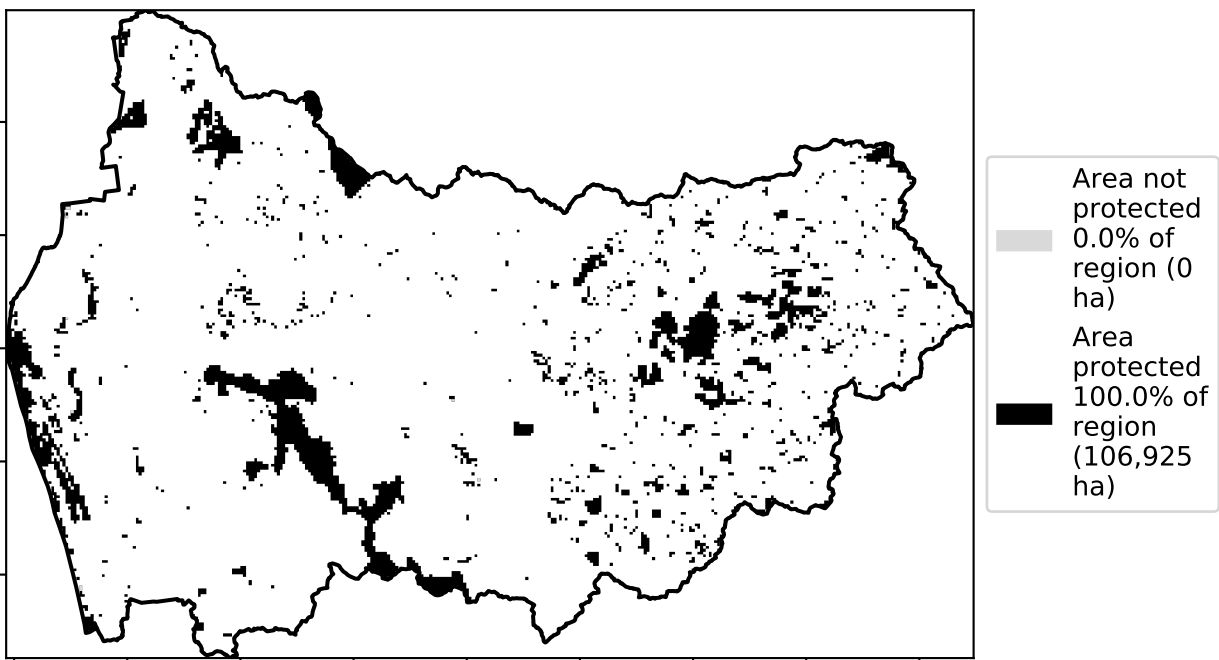 Area not
protected
0.0% of
region (0
ha)
Area
protected
100.0% of
region
(106,925
ha)